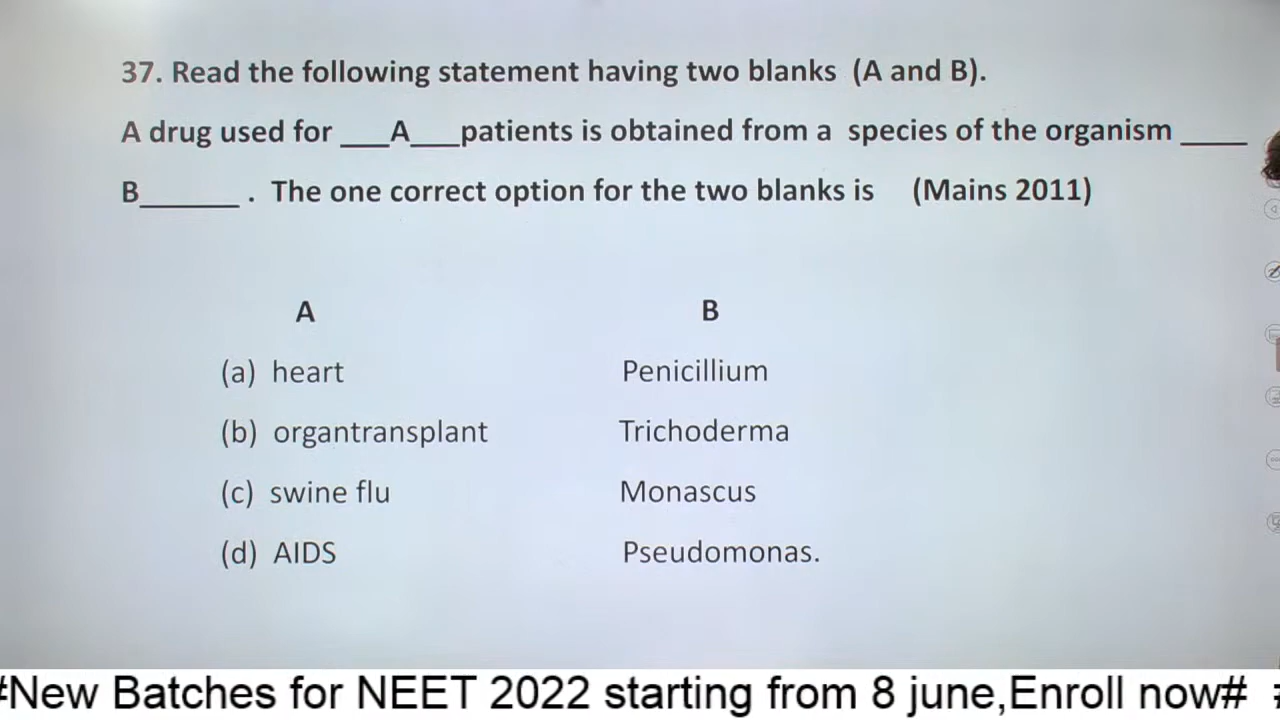 37. Read the following statement having two blanks (A and B).
A drug used for ___A___patients is obtained from a species of the organism ____
B______ . The one correct option for the two blanks is (Mains 2011)
A B
(a) heart Penicillium
(b) organtransplant Trichoderma
(c) swine flu Monascus
(d) AIDS Pseudomonas.
#New Batches for NEET 2022 starting from 8 june,Enroll now#